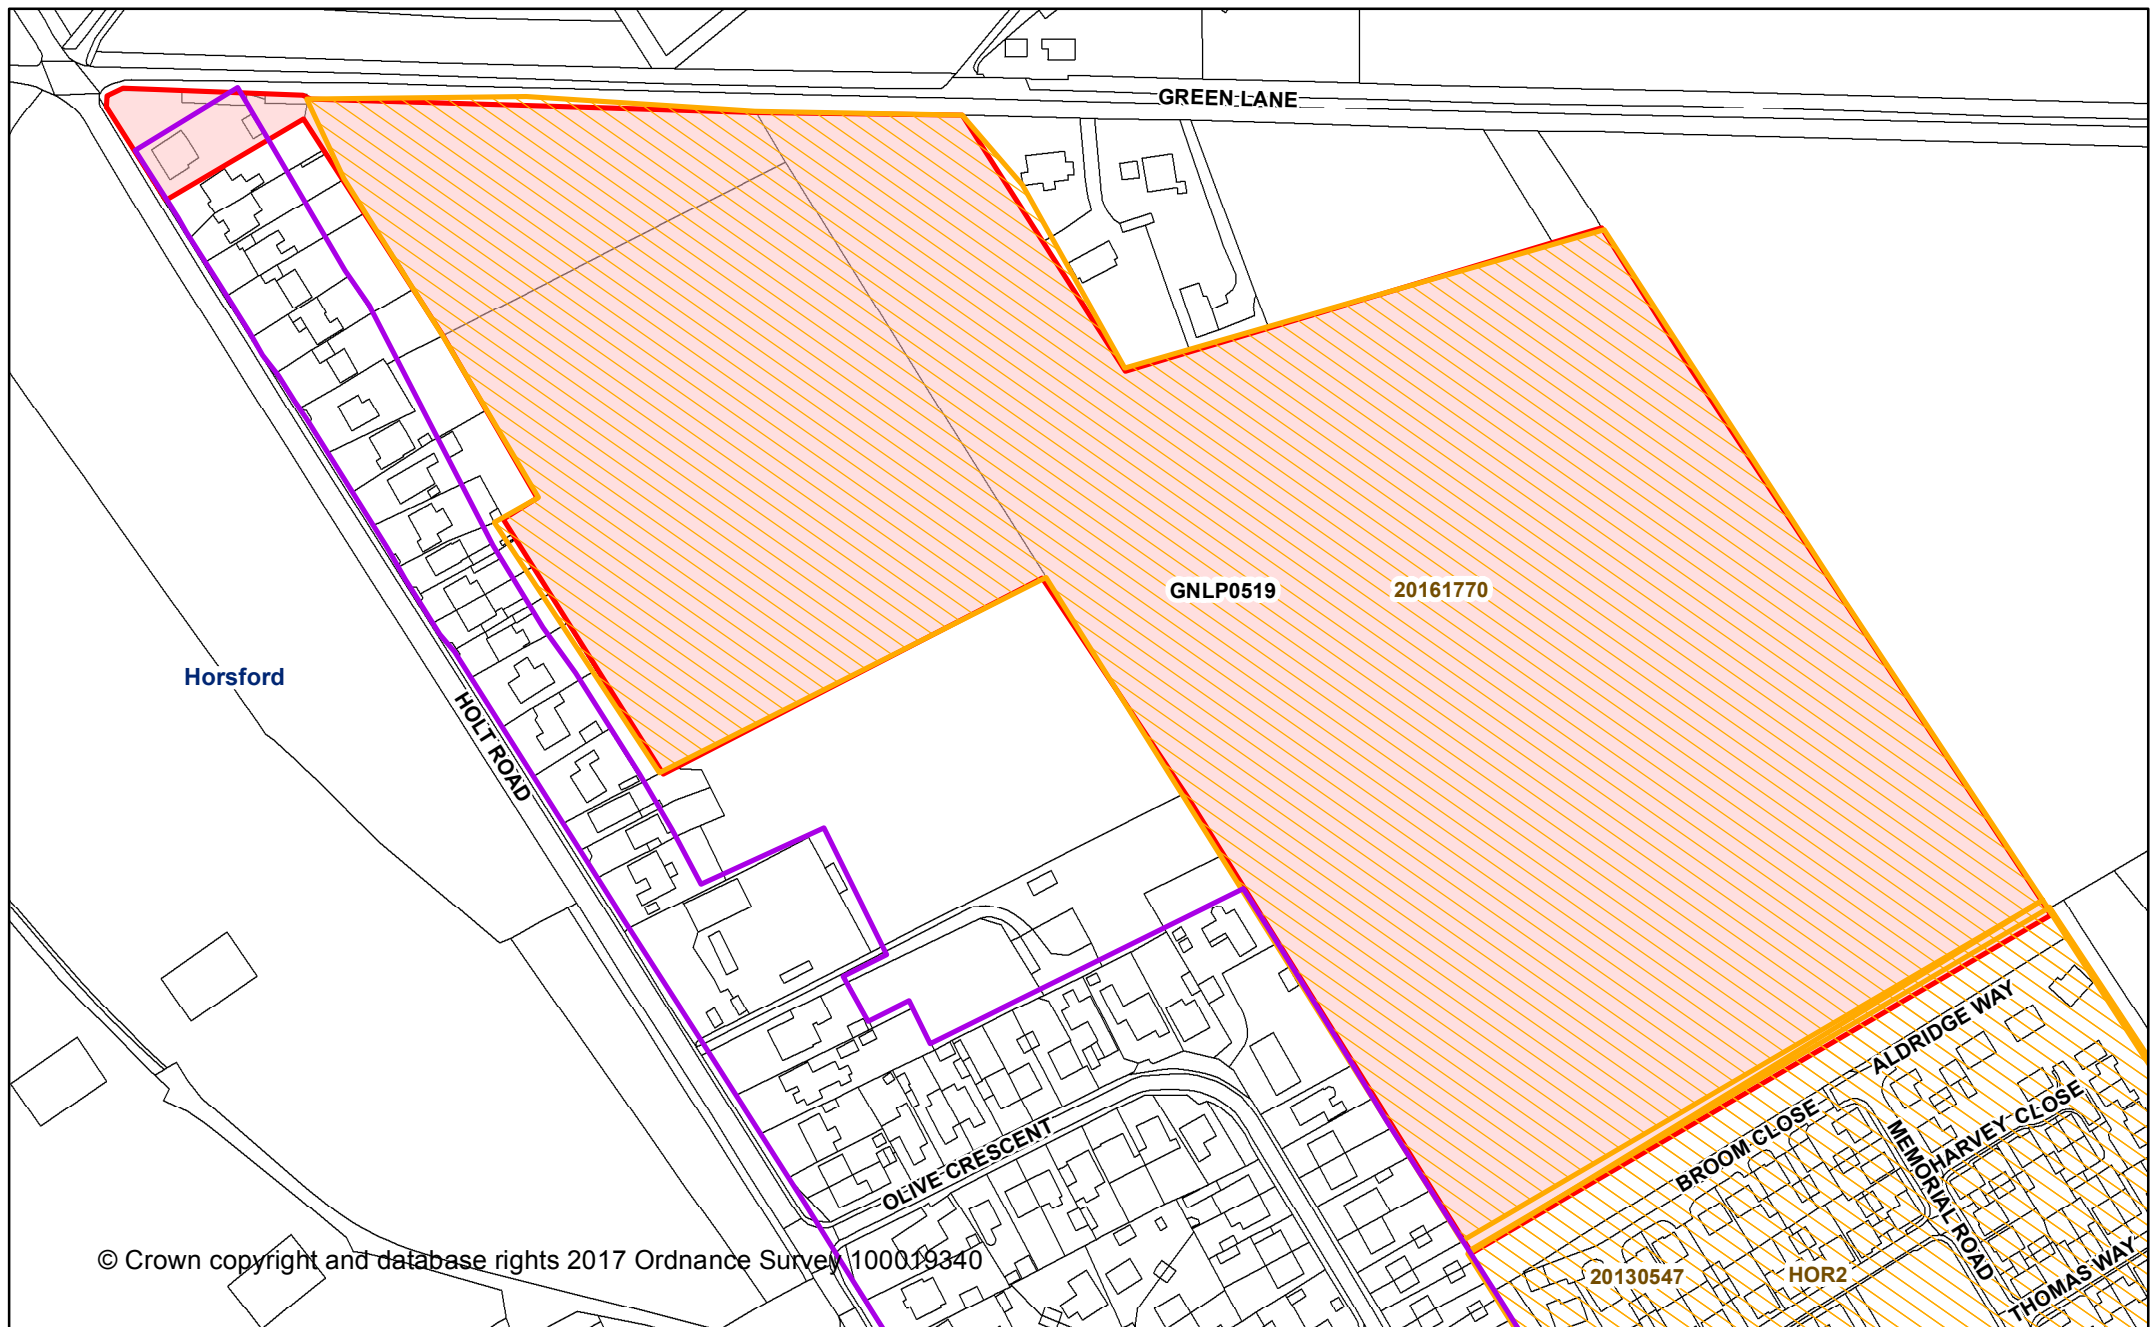 GREEN LANE
GNLP0519
20161770
Horsford
HOLT ROAD
ALDRIDGE WAY
BROOM CLOSE
HARVEY CLOSE
MEMORIAL ROAD
OLIVE CRESCENT
THOMAS WAY
© Crown copyright and database rights 2017 Ordnance Survey 100019340
20130547
HOR2